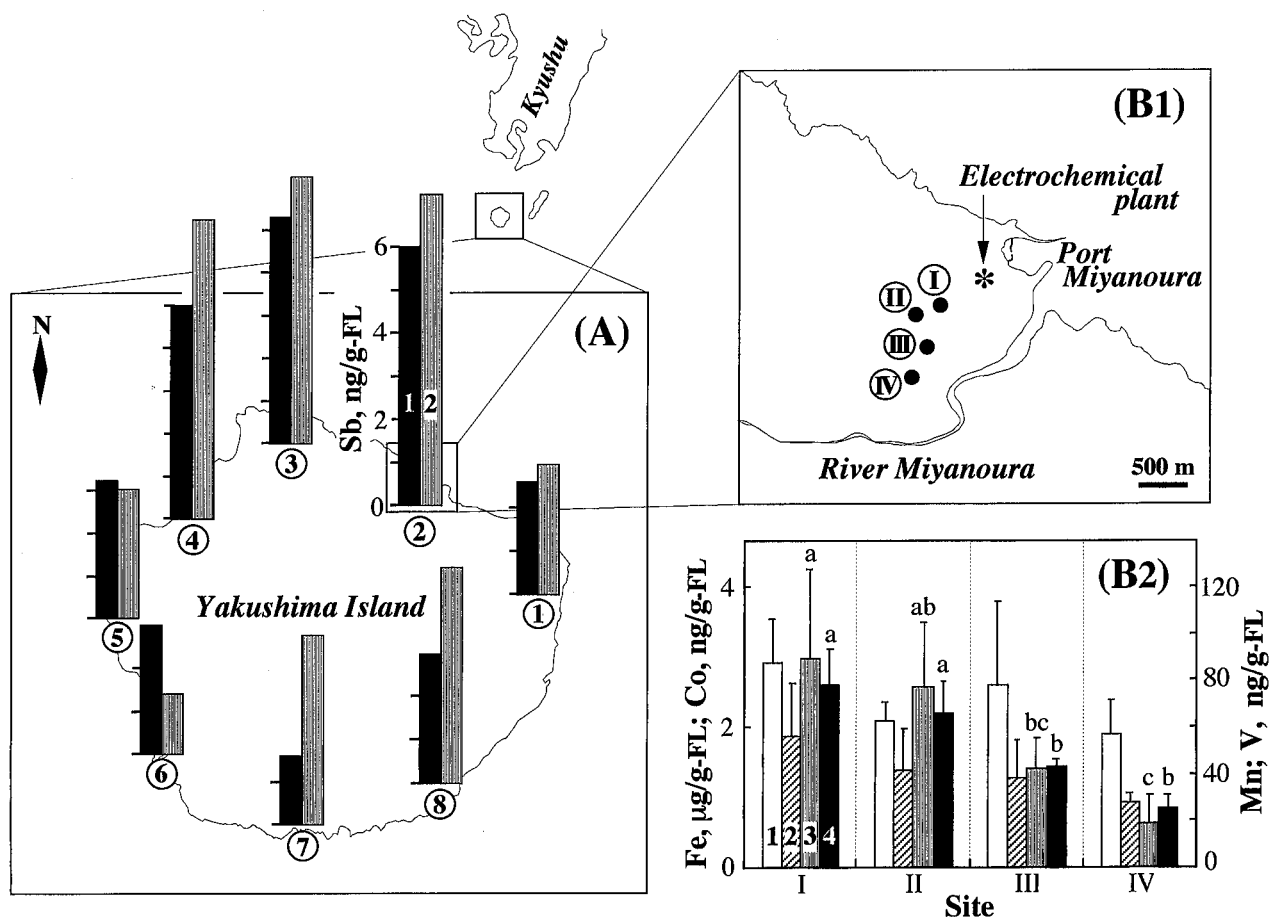 Kyushu
(B1)
Electrochemical
plant
Port
Miyanoura
I
II
III
IV
River Miyanoura
500 m
N
(A)
Sb, ng/g-FL
6
4
2
0
1
2
3
2
4
1
Yakushima Island
5
6
7
8
(B2)
Fe, µg/g-FL; Co, ng/g-FL
4
2
0
a
a
ab
a
bc
b
c
b
1
2
3
4
120
80
40
0
Mn; V, ng/g-FL
I
II
III
IV
Site